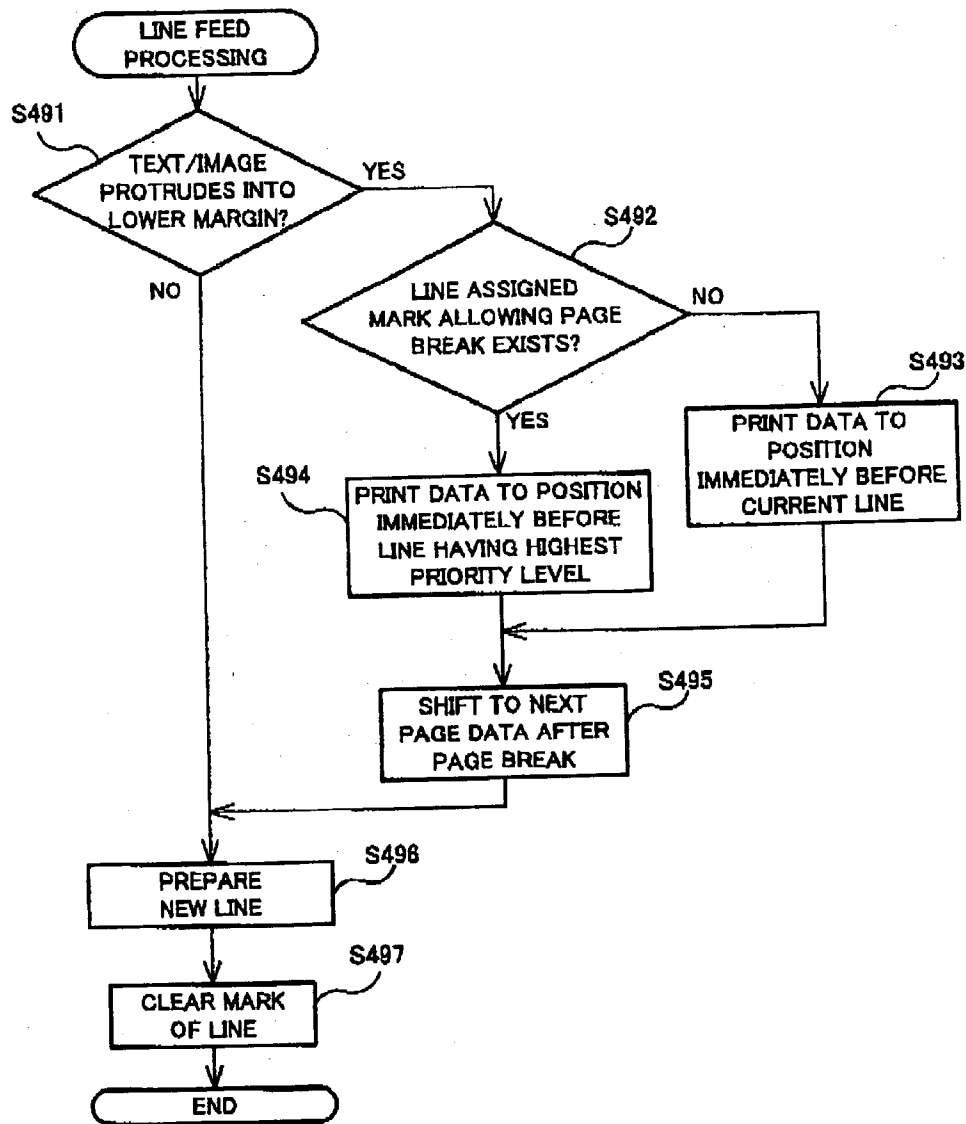 LINE FEED
PROCESSING
S491
TEXT/IMAGE
PROTRUDES INTO
LOWER MARGIN?
YES
NO
S492
LINE ASSIGNED
MARK ALLOWING PAGE
BREAK EXISTS?
NO
YES
S493
PRINT DATA TO
POSITION
IMMEDIATELY BEFORE
CURRENT LINE
S494
PRINT DATA TO POSITION
IMMEDIATELY BEFORE
LINE HAVING HIGHEST
PRIORITY LEVEL
S495
SHIFT TO NEXT
PAGE DATA AFTER
PAGE BREAK
S496
PREPARE
NEW LINE
S497
CLEAR MARK
OF LINE
END